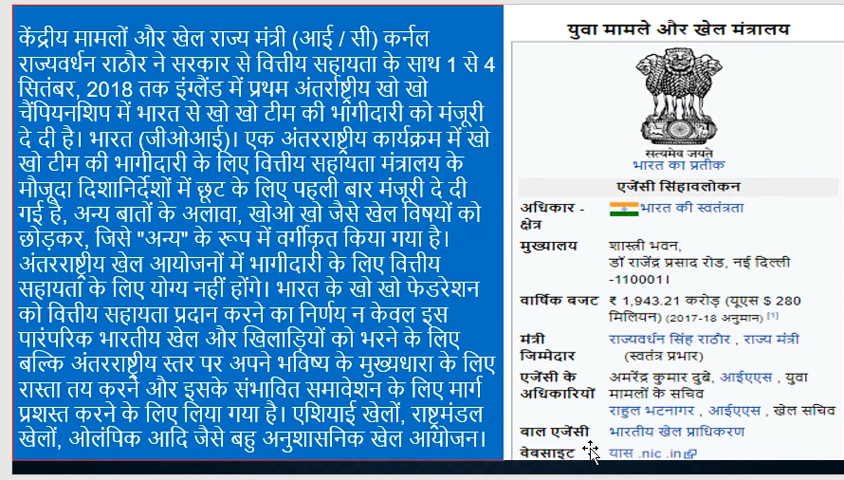 केंद्रीय मामलों और खेल राज्य मंत्री (आई / सी) कर्नल
राज्यवर्धन राठौर ने सरकार से वित्तीय सहायता के साथ 1 से 4
सितंबर, 2018 तक इंग्लैंड में प्रथम अंतर्राष्ट्रीय खो खो
चैंपियनशिप में भारत से खो खो टीम की भागीदारी को मंजूरी
दे दी है। भारत (जीओआई)। एक अंतरराष्ट्रीय कार्यक्रम में खो
खो टीम की भागीदारी के लिए वित्तीय सहायता मंत्रालय के
मौजूदा दिशानिर्देशों में छूट के लिए पहली बार मंजूरी दे दी
गई है, अन्य बातों के अलावा, खोओ खो जैसे खेल विषयों को
छोड़कर, जिसे "अन्य" के रूप में वर्गीकृत किया गया है।
अंतरराष्ट्रीय खेल आयोजनों में भागीदारी के लिए वित्तीय
सहायता के लिए योग्य नहीं होंगे। भारत के खो खो फेडरेशन
को वित्तीय सहायता प्रदान करने का निर्णय न केवल इस
पारंपरिक भारतीय खेल और खिलाड़ियों को भरने के लिए
बल्कि अंतरराष्ट्रीय स्तर पर अपने भविष्य के मुख्यधारा के लिए
रास्ता तय करने और इसके संभावित समावेशन के लिए मार्ग
प्रशस्त करने के लिए लिया गया है। एशियाई खेलों, राष्ट्रमंडल
खेलों, ओलंपिक आदि जैसे बहु अनुशासनिक खेल आयोजन।
युवा मामले और खेल मंत्रालय
सत्यमेव जयते
भारत का प्रतीक
एजेंसी सिंहावलोकन
अधिकार - क्षेत्र भारत की स्वतंत्रता
मुख्यालय शास्त्री भवन,
डॉ राजेंद्र प्रसाद रोड, नई दिल्ली
-110001।
वार्षिक बजट ₹ 1,943.21 करोड़ (यूएस $ 280
मिलियन) (2017-18 अनुमान) [1]
मंत्री राज्यवर्धन सिंह राठौर , राज्य मंत्री
जिम्मेदार (स्वतंत्र प्रभार)
एजेंसी के अमरेंद्र कुमार दुबे, आईएएस , युवा
अधिकारियों मामलों के सचिव
राहुल भटनागर , आईएएस , खेल सचिव
बाल एजेंसी भारतीय खेल प्राधिकरण
वेबसाइट यास .nic .in